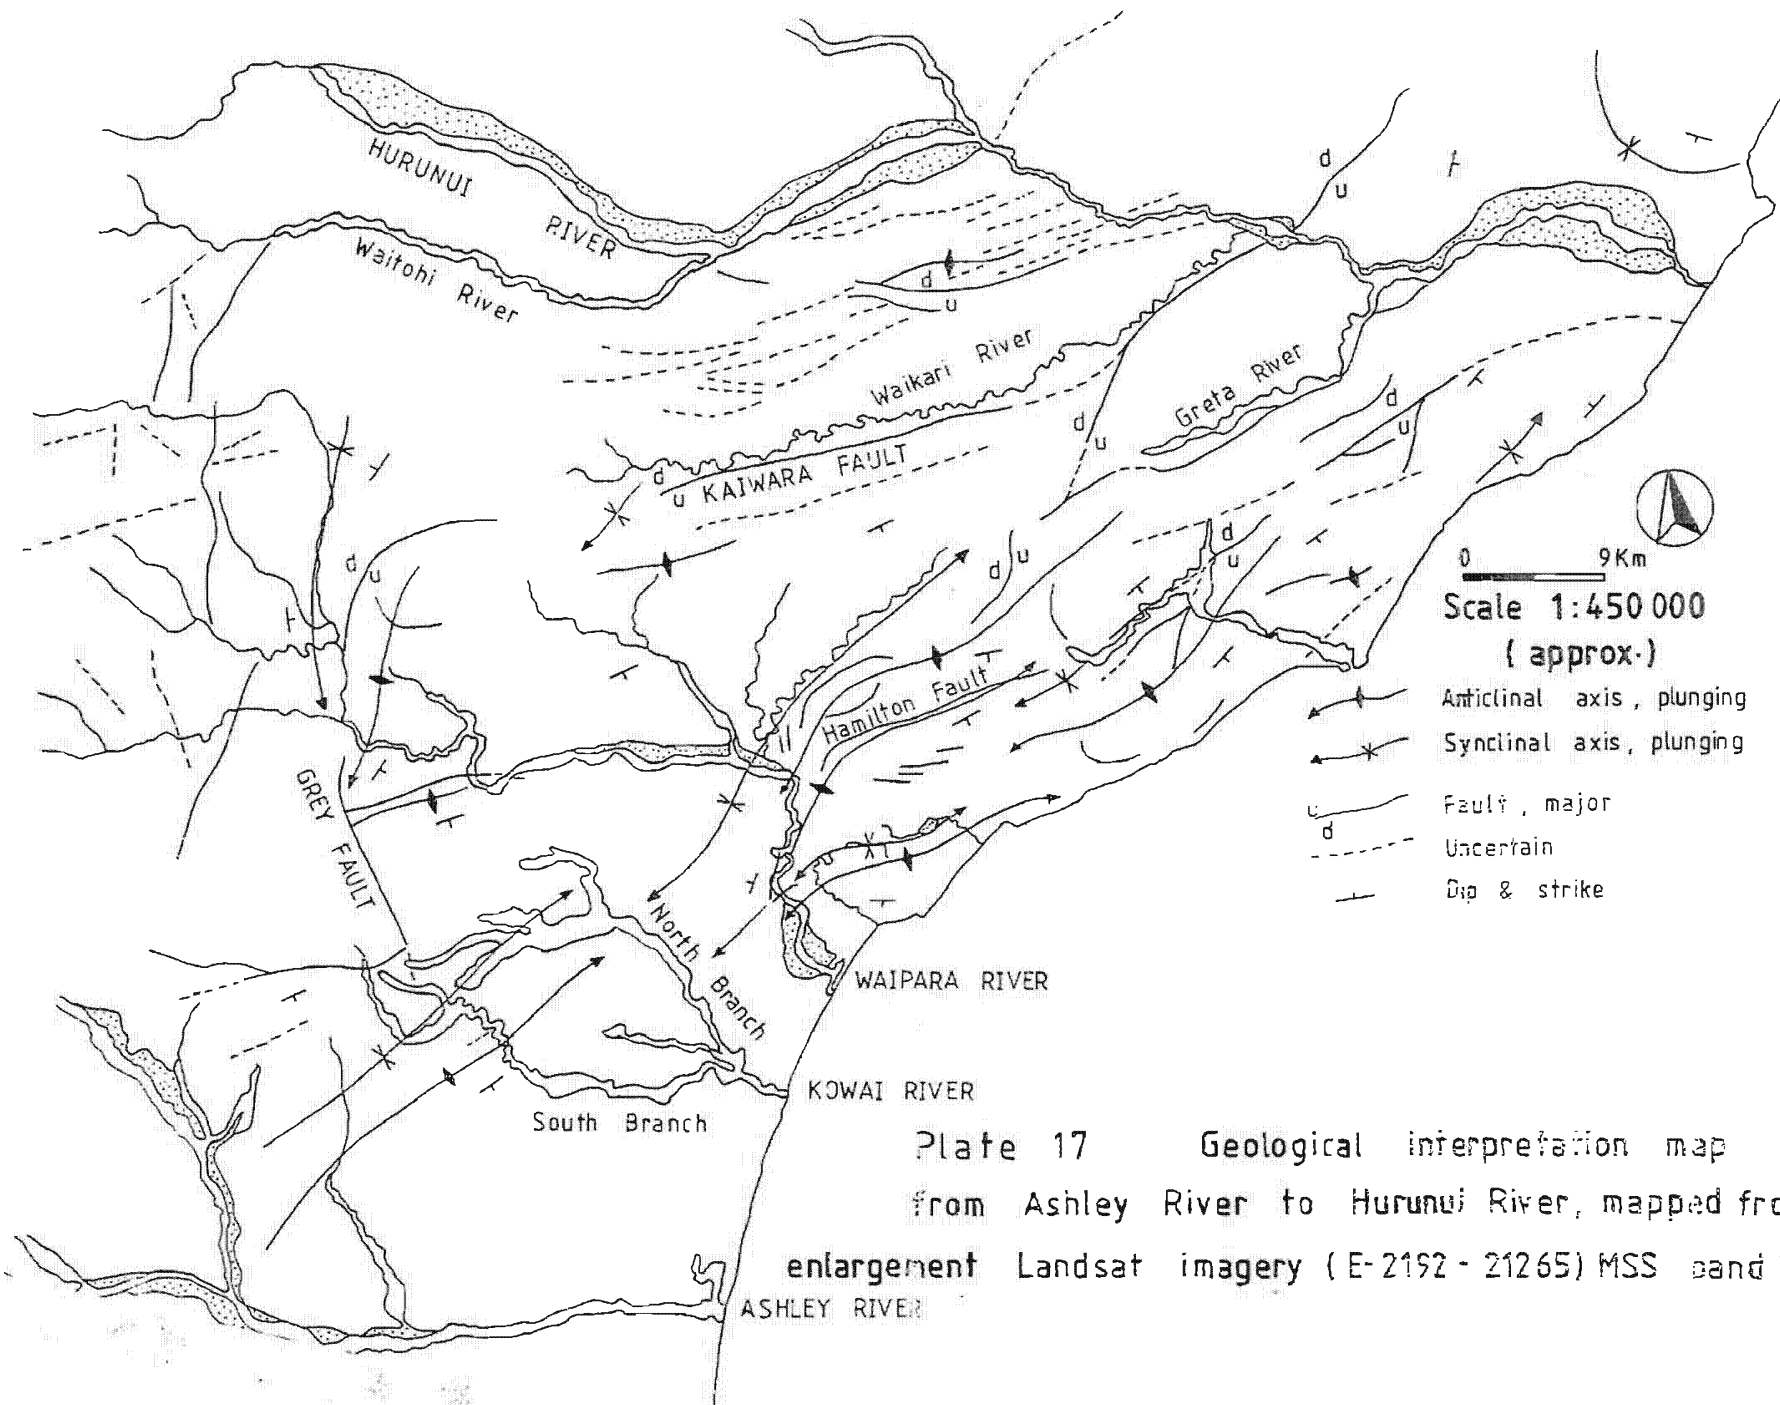 HURUNUI
RIVER
Waitohi River
d
u
d
u
Waikari River
Greta River
d
u
d
u
d
u
KAIWARA FAULT
d
u
d
u
d
u
0 9Km
Scale 1:450 000
( approx. )
Anticlinal axis , plunging
Synclinal axis , plunging
u
d
Fault , major
Uncertain
Dip & strike
Hamilton Fault
GREY
FAULT
North
Branch
WAIPARA RIVER
KOWAI RIVER
South Branch
Plate 17 Geological interpretation map
from Ashley River to Hurunui River, mapped fro
enlargement Landsat imagery ( E-2192 - 21265) MSS band
ASHLEY RIVER